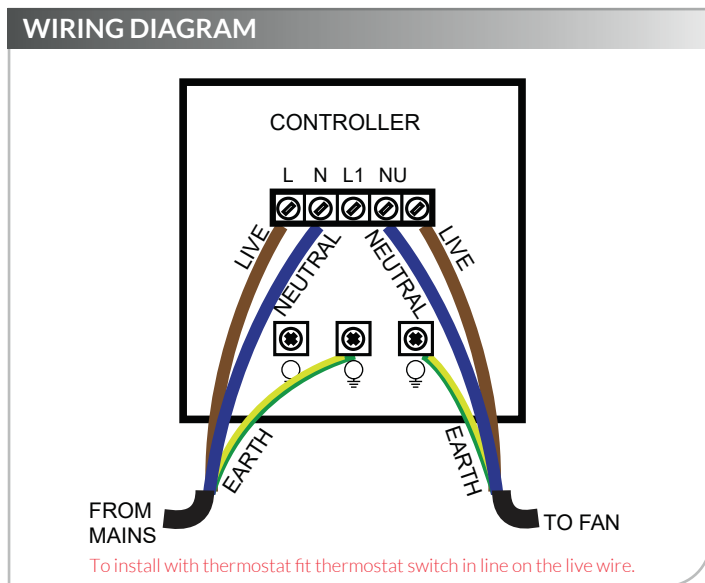 WIRING DIAGRAM
CONTROLLER
L N L1 NU
LIVE
NEUTRAL
NEUTRAL
LIVE
EARTH
EARTH
FROM
MAINS
TO FAN
To install with thermostat fit thermostat switch in line on the live wire.